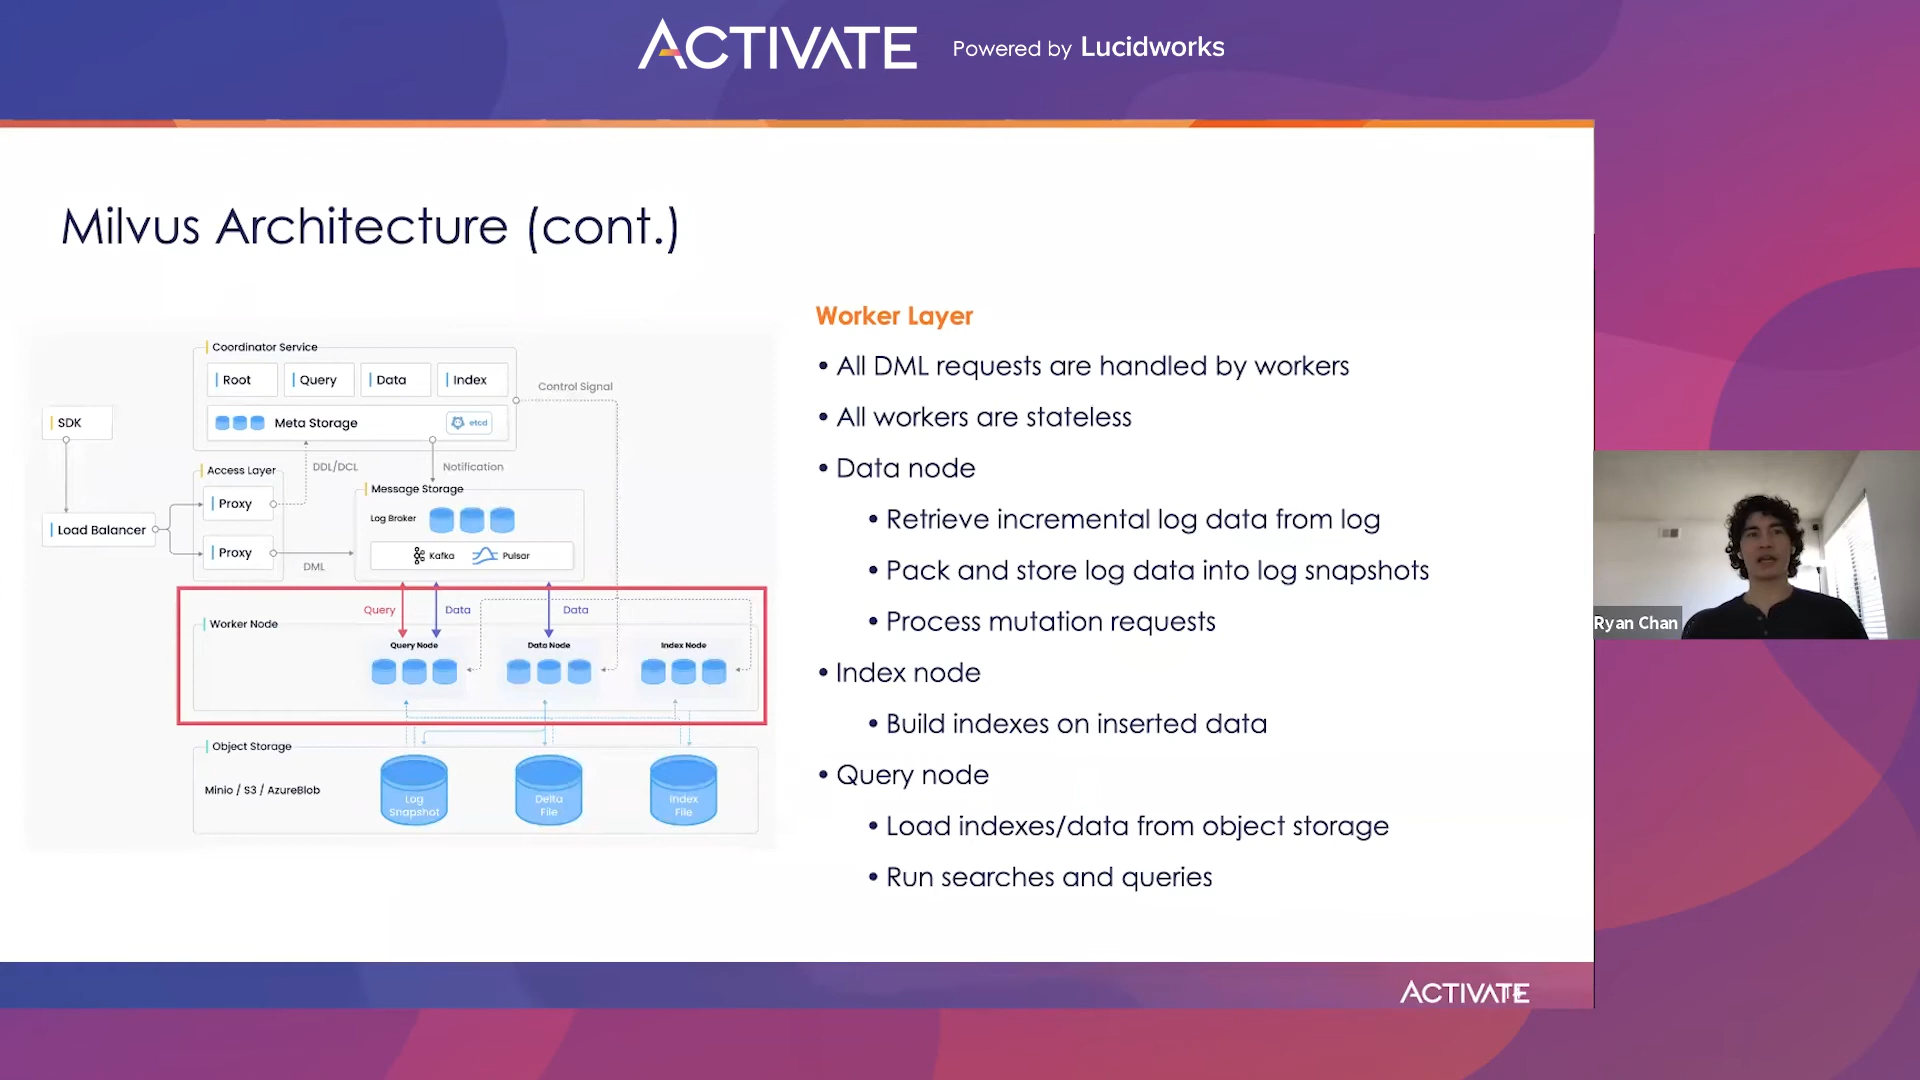 ACTIVATE Powered by Lucidworks
Milvus Architecture (cont.)
Coordinator Service
Root
Query
Data
Index
Control Signal
Meta Storage
etcd
SDK
Access Layer
DDL/DCL
Notification
Message Storage
Proxy
Log Broker
Load Balancer
Proxy
Kafka
Pulsar
DML
Query
Data
Data
Worker Node
Query Node
Data Node
Index Node
Object Storage
Minio / S3 / AzureBlob
Log
Snapshot
Delta
File
Index
File
Worker Layer
• All DML requests are handled by workers
• All workers are stateless
• Data node
• Retrieve incremental log data from log
• Pack and store log data into log snapshots
• Process mutation requests
• Index node
• Build indexes on inserted data
• Query node
• Load indexes/data from object storage
• Run searches and queries
Ryan Chan
ACTIVATE